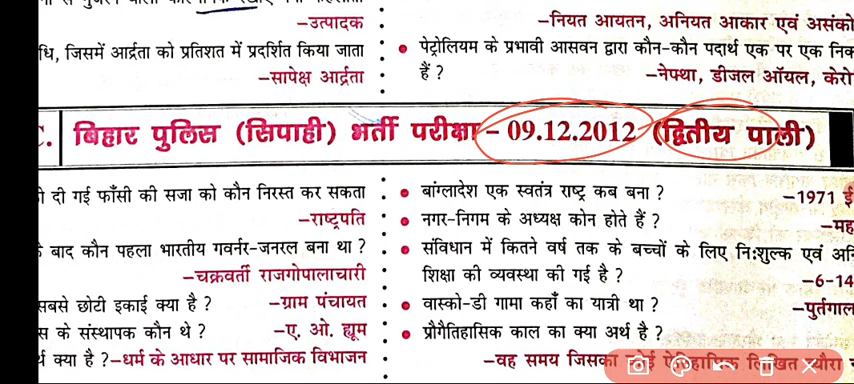 –उत्पादक
जिसमें आर्द्रता को प्रतिशत में प्रदर्शित किया जाता
–सापेक्ष आर्द्रता
–नियत आयतन, अनियत आकार एवं
• पेट्रोलियम के प्रभावी आसवन द्वारा कौन-कौन पदार्थ एक पर एक
हैं ?
–नेफ्था, डीजल ऑयल,
C. बिहार पुलिस (सिपाही) भर्ती परीक्षा – 09.12.2012 (द्वितीय पाली)
दी गई फाँसी की सजा को कौन निरस्त कर सकता
–राष्ट्रपति
बाद कौन पहला भारतीय गवर्नर-जनरल बना था ?
–चक्रवर्ती राजगोपालाचारी
सबसे छोटी इकाई क्या है ? –ग्राम पंचायत
के संस्थापक कौन थे ? –ए. ओ. ह्यूम
क्या है ?–धर्म के आधार पर सामाजिक विभाजन
• बांग्लादेश एक स्वतंत्र राष्ट्र कब बना ?
–1971 ई
• नगर-निगम के अध्यक्ष कोन होते हैं ?
–मह
• संविधान में कितने वर्ष तक के बच्चों के लिए निःशुल्क एवं
शिक्षा की व्यवस्था की गई है ?
–6-14
• वास्को-डी गामा कहाँ का यात्री था ?
–पुर्तगाल
• प्रौगैतिहासिक काल का क्या अर्थ है ?
–वह समय जिसका कोई ऐतिहासिक लिखित